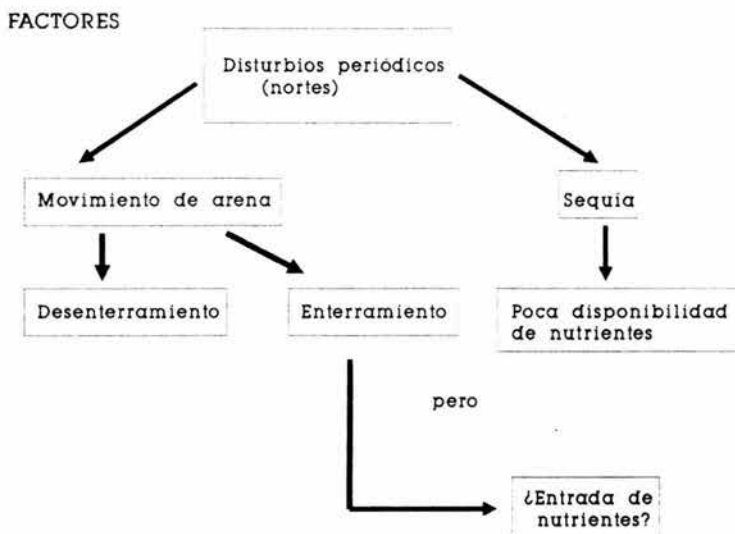 FACTORES
Disturbios periódicos
(nortes)
Movimiento de arena
Sequía
Desenterramiento
Enterramiento
Poca disponibilidad
de nutrientes
pero
¿Entrada de
nutrientes?